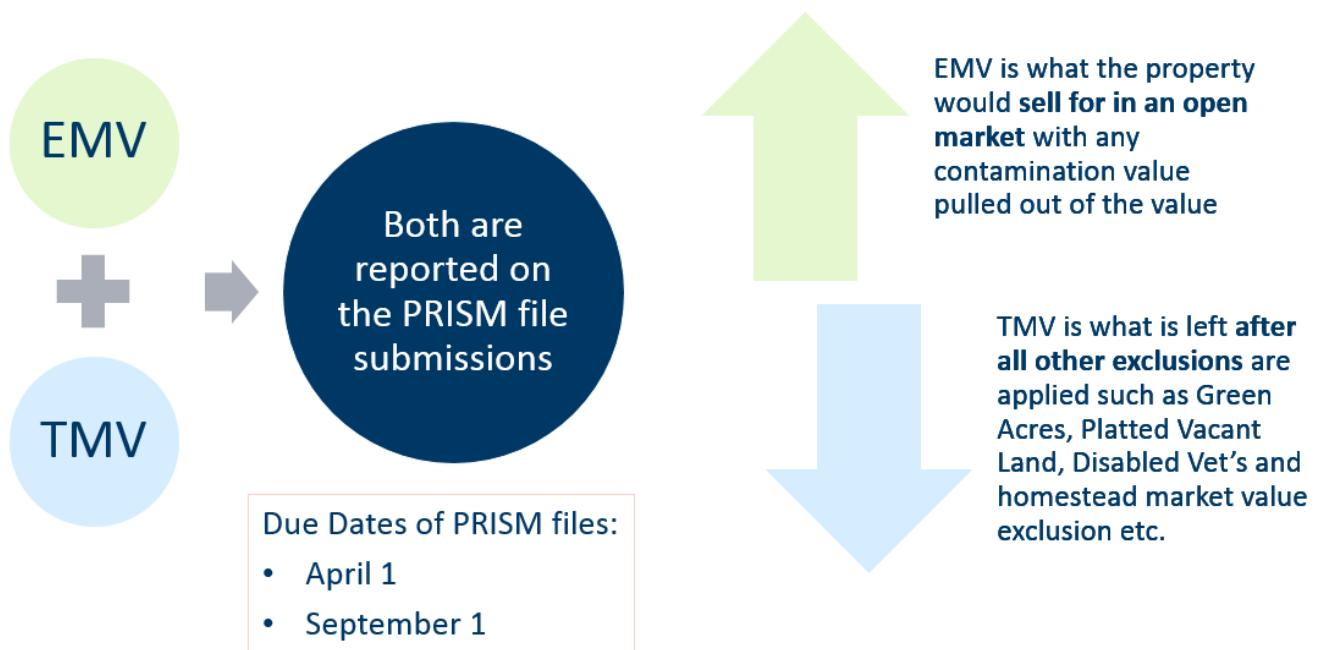 EMV
TMV
Both are
reported on
the PRISM file
submissions
Due Dates of PRISM files:
• April 1
• September 1
EMV is what the property
would sell for in an open
market with any
contamination value
pulled out of the value
TMV is what is left after
all other exclusions are
applied such as Green
Acres, Platted Vacant
Land, Disabled Vet's and
homestead market value
exclusion etc.